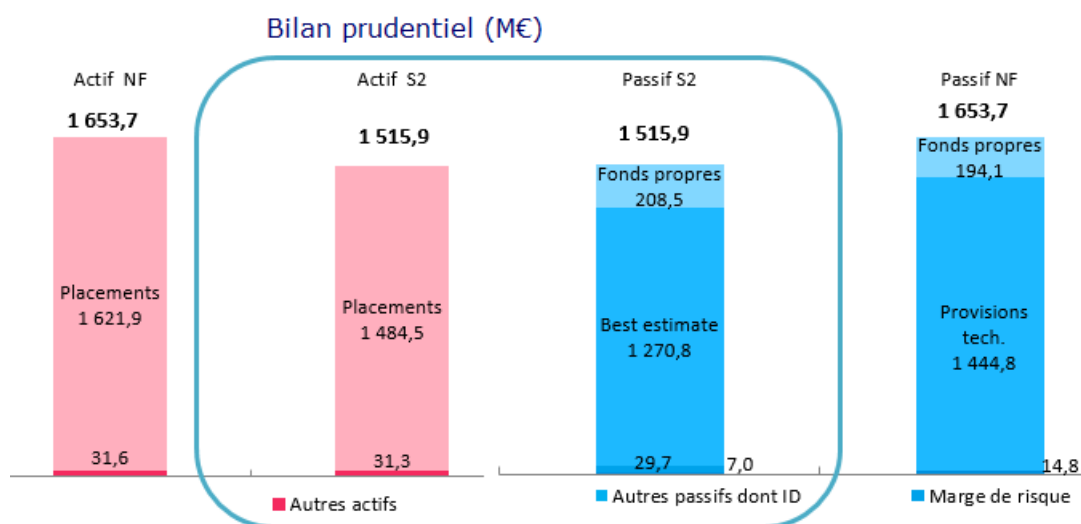 Bilan prudentiel (M€)
Actif NF
Actif S2
Passif S2
Passif NF
1 653,7
1 515,9
1 515,9
1 653,7
Fonds propres
208,5
Fonds propres
194,1
Placements
1 621,9
Placements
1 484,5
Best estimate
1 270,8
Provisions
tech.
1 444,8
31,6
31,3
29,7
7,0
14,8
Autres actifs
Autres passifs dont ID
Marge de risque